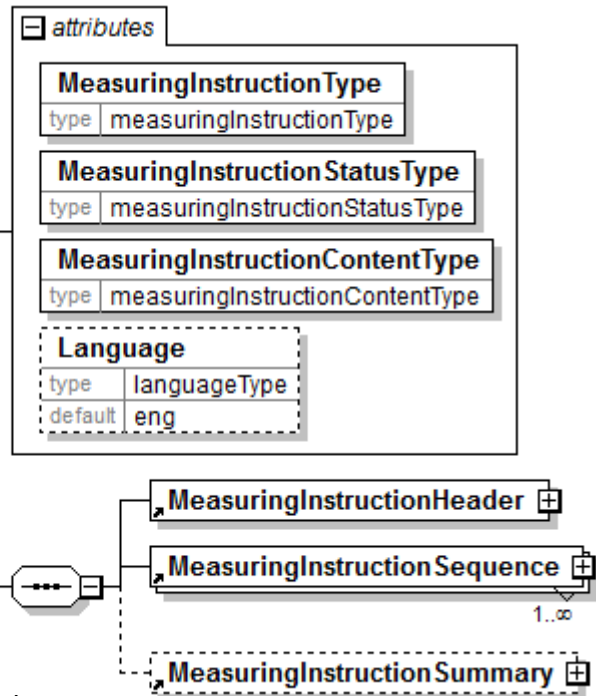 attributes
MeasuringInstructionType
type measuringInstructionType
MeasuringInstructionStatusType
type measuringInstructionStatusType
MeasuringInstructionContentType
type measuringInstructionContentType
Language
type languageType
default eng
MeasuringInstructionHeader
MeasuringInstructionSequence
1..∞
MeasuringInstructionSummary